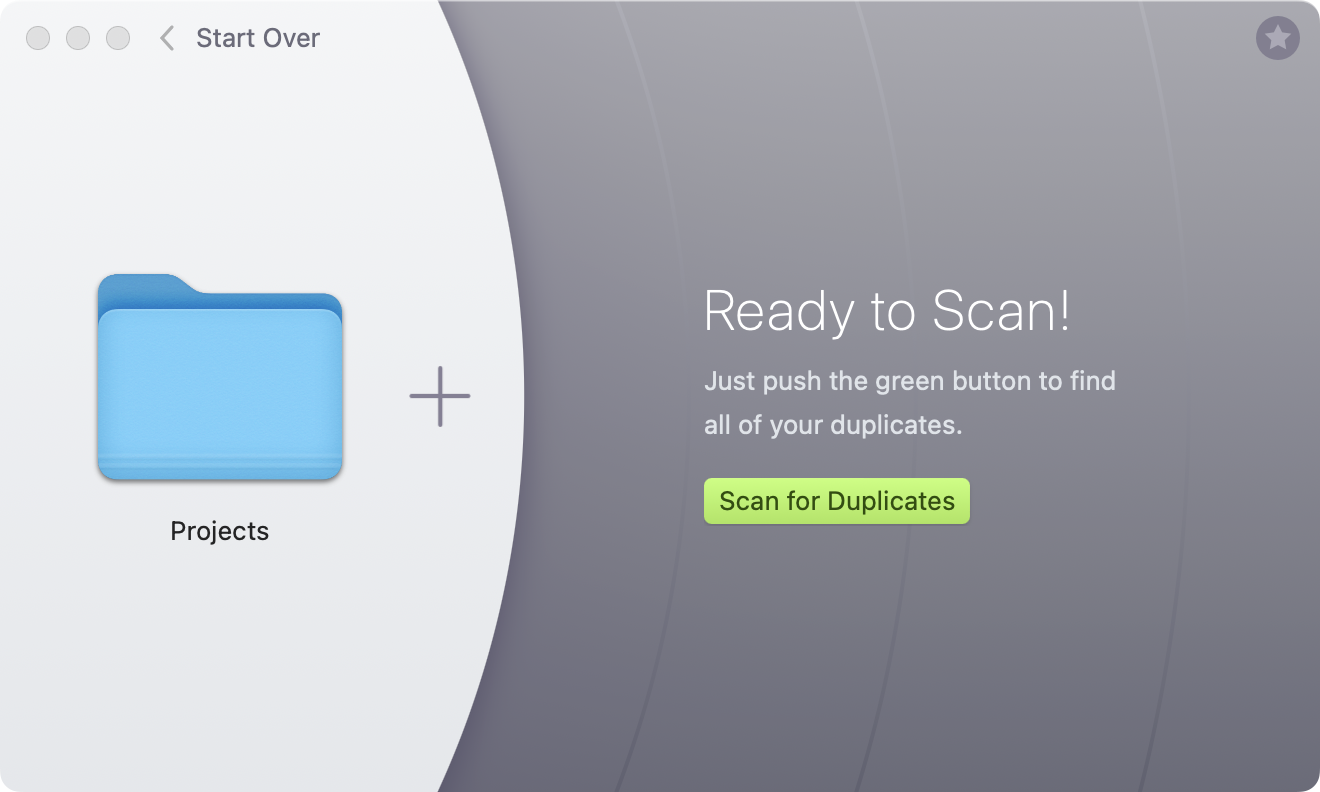 Start Over
Projects
Ready to Scan!
Just push the green button to find
all of your duplicates.
Scan for Duplicates